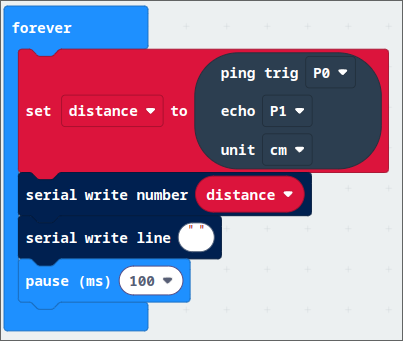 forever
ping trig P0
set distance to echo P1
unit cm
serial write number distance
serial write line " "
pause (ms) 100